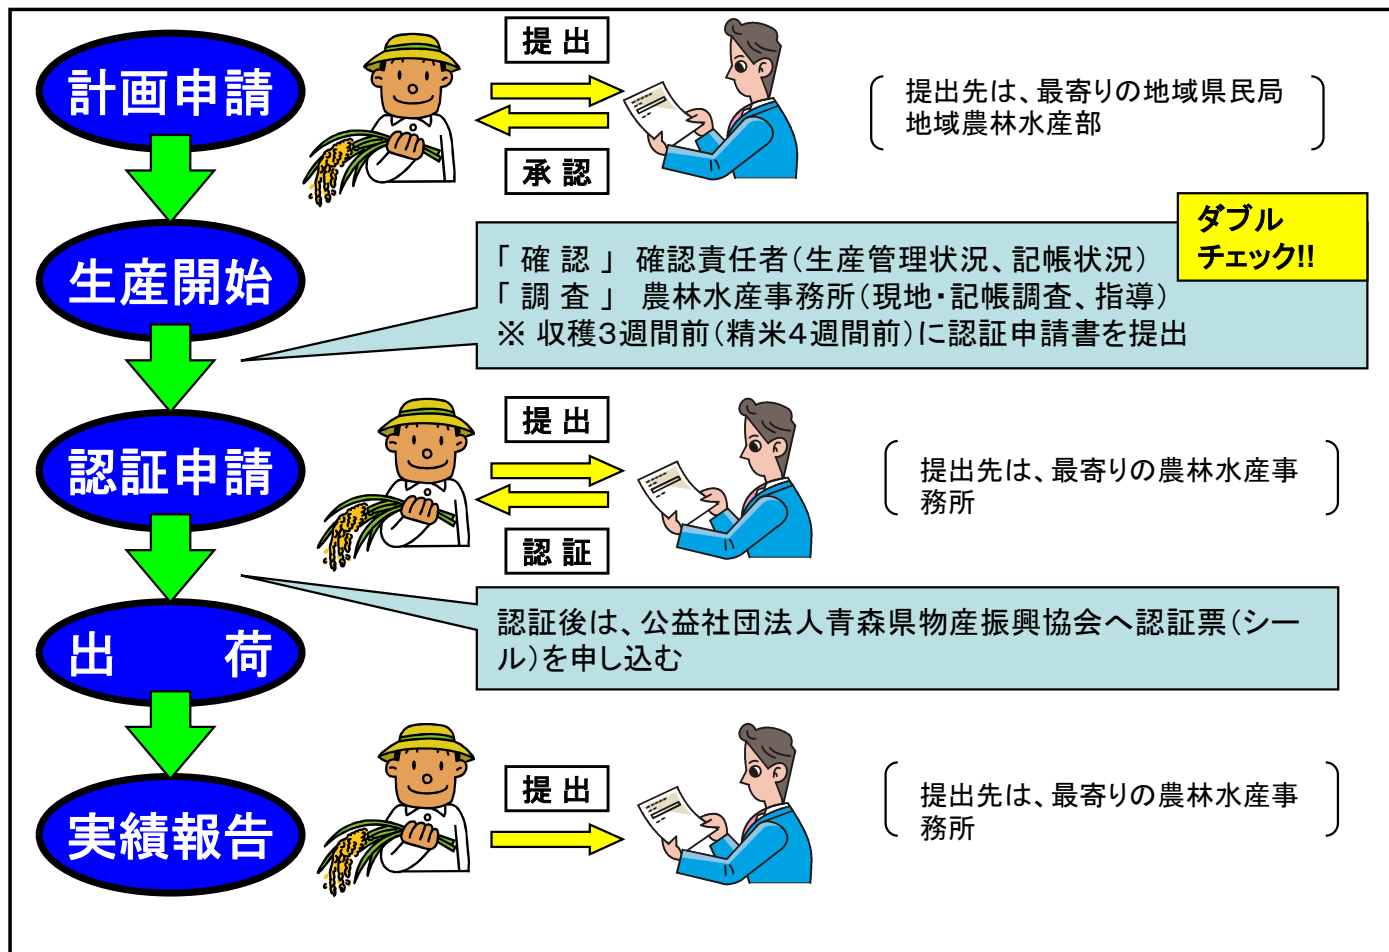 計画申請
提 出
承 認
提出先は、最寄りの地域県民局
地域農林水産部
ダブル
チェック!!
生産開始
「 確 認 」 確認責任者（生産管理状況、記帳状況）
「 調 査 」 農林水産事務所（現地・記帳調査、指導）
※ 収穫３週間前（精米４週間前）に認証申請書を提出
認証申請
提 出
認 証
提出先は、最寄りの農林水産事
務所
出 荷
認証後は、公益社団法人青森県物産振興協会へ認証票（シー
ル）を申し込む
実績報告
提 出
提出先は、最寄りの農林水産事
務所